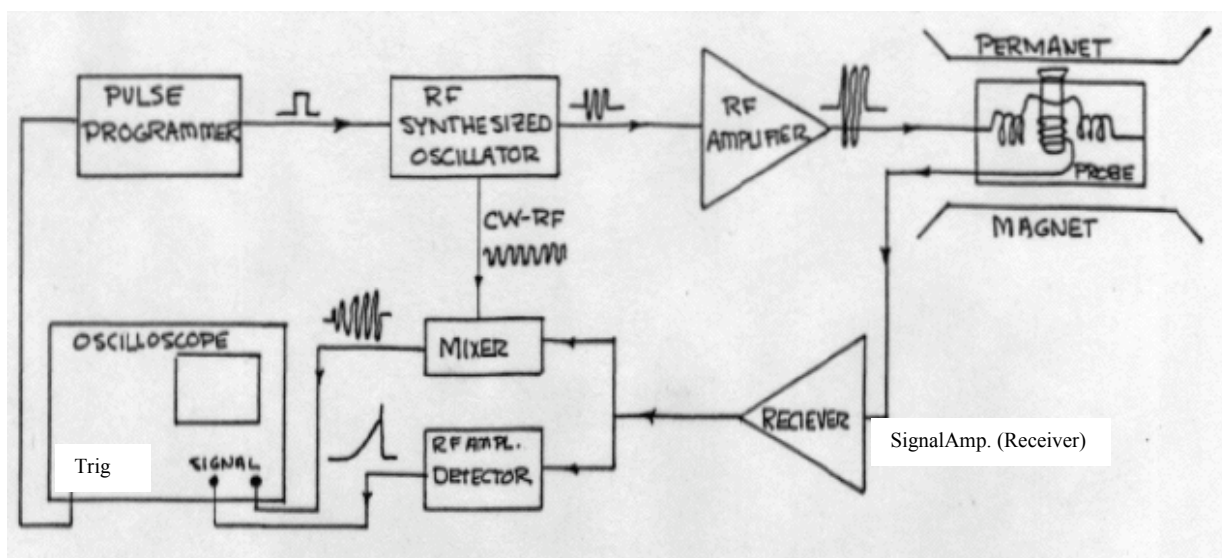 PULSE
PROGRAMMER
RF
SYNTHESIZED
OSCILLATOR
RF
AMPLIFIER
PERMANET
PROBE
MAGNET
CW-RF
OSCILLOSCOPE
MIXER
RECIEVER
SignalAmp. (Receiver)
RF AMPL.
DETECTOR
Trig
SIGNAL